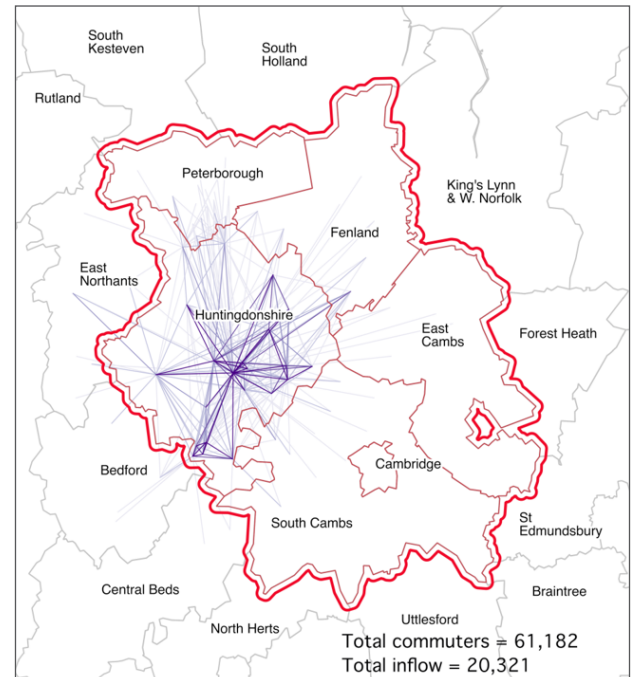 South
Kesteven
South
Holland
Rutland
Peterborough
King's Lynn
& W. Norfolk
Fenland
East
Northants
Huntingdonshire
East
Cambs
Forest Heath
Bedford
Cambridge
South Cambs
St
Edmundsbury
Central Beds
Braintree
North Herts
Uttlesford
Total commuters = 61,182
Total inflow = 20,321